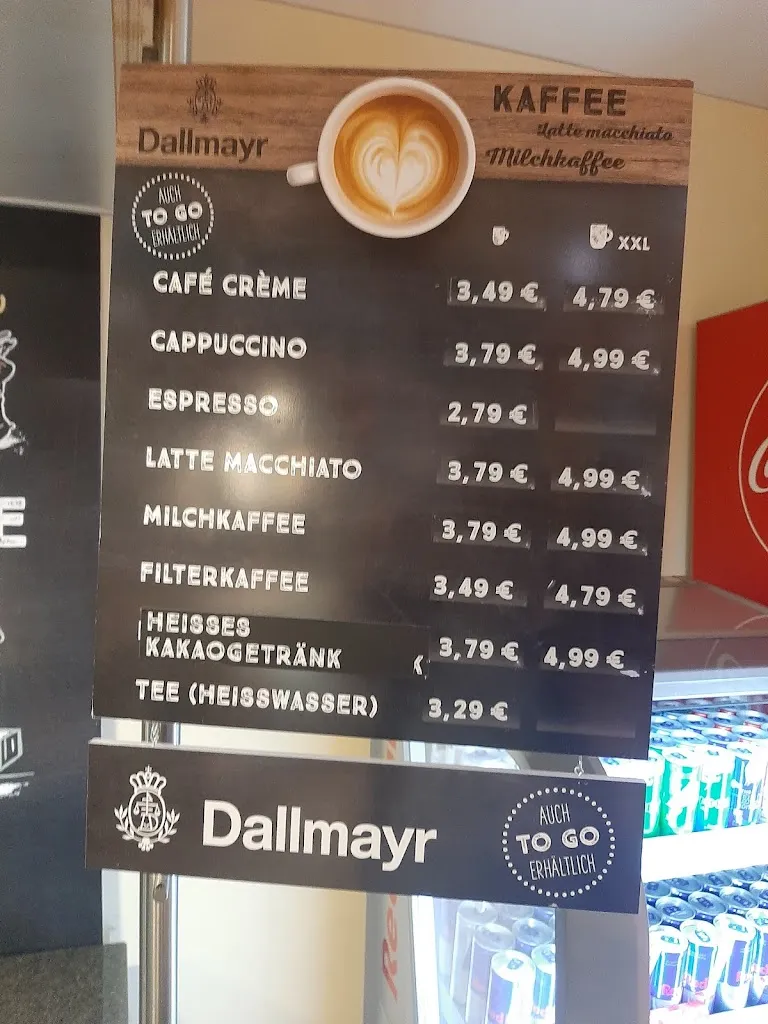 Dallmayr
KAFFEE
Latte macchiato
Milchkaffee
AUCH
TO GO
ERHÄLTLICH
XXL
CAFÉ CRÈME 3,49 € 4,79 €
CAPPUCCINO 3,79 € 4,99 €
ESPRESSO 2,79 €
LATTE MACCHIATO 3,79 € 4,99 €
MILCHKAFFEE 3,79 € 4,99 €
FILTERKAFFEE 3,49 € 4,79 €
HEISSES
KAKAOGETRÄNK 3,79 € 4,99 €
TEE (HEISSWASSER) 3,29 €
Dallmayr
AUCH
TO GO
ERHÄLTLICH